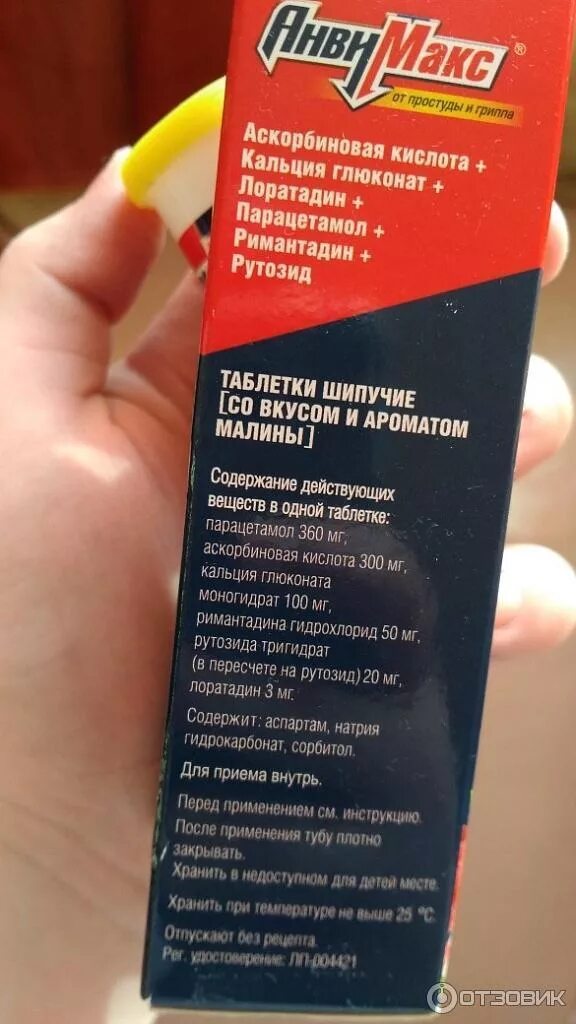 АнвиМакс®
от простуды и гриппа
Аскорбиновая кислота +
Кальция глюконат +
Лоратадин +
Парацетамол +
Римантадин +
Рутозид
ТАБЛЕТКИ ШИПУЧИЕ
[СО ВКУСОМ И АРОМАТОМ
МАЛИНЫ]
Содержание действующих
веществ в одной таблетке:
парацетамол 360 мг,
аскорбиновая кислота 300 мг,
кальция глюконата
моногидрат 100 мг,
римантадина гидрохлорид 50 мг,
рутозида тригидрат
(в пересчете на рутозид) 20 мг,
лоратадин 3 мг.
Содержит: аспартам, натрия
гидрокарбонат, сорбитол.
Для приема внутрь.
Перед применением см. инструкцию.
После применения тубу плотно
закрывать.
Хранить в недоступном для детей месте.
Хранить при температуре не выше 25 °С.
Отпускают без рецепта.
Рег. удостоверение: ЛП-004421
ОТЗОВИК